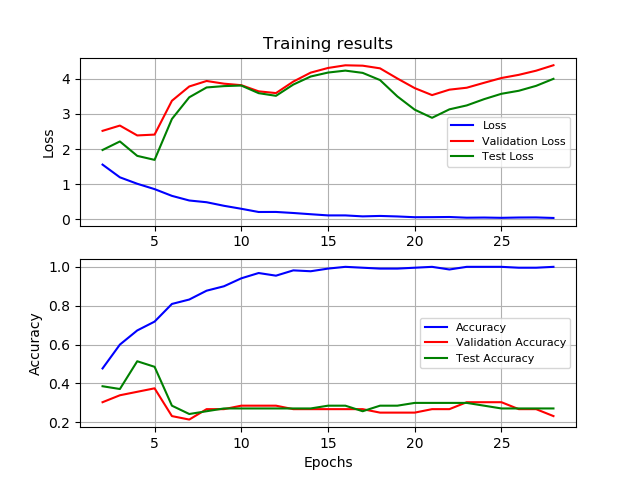 Training results
Loss
4
3
2
1
0
Loss
Validation Loss
Test Loss
5 10 15 20 25
Accuracy
1.0
0.8
0.6
0.4
0.2
Accuracy
Validation Accuracy
Test Accuracy
5 10 15 20 25
Epochs